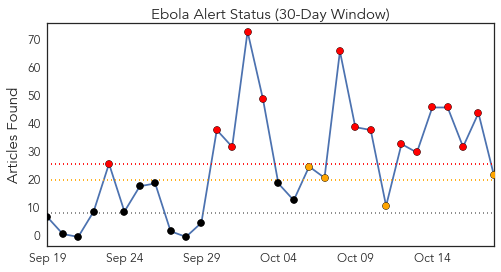 Ebola Alert Status (30-Day Window)
Articles Found
70
60
50
40
30
20
10
0
Sep 19 Sep 24 Sep 29 Oct 04 Oct 09 Oct 14